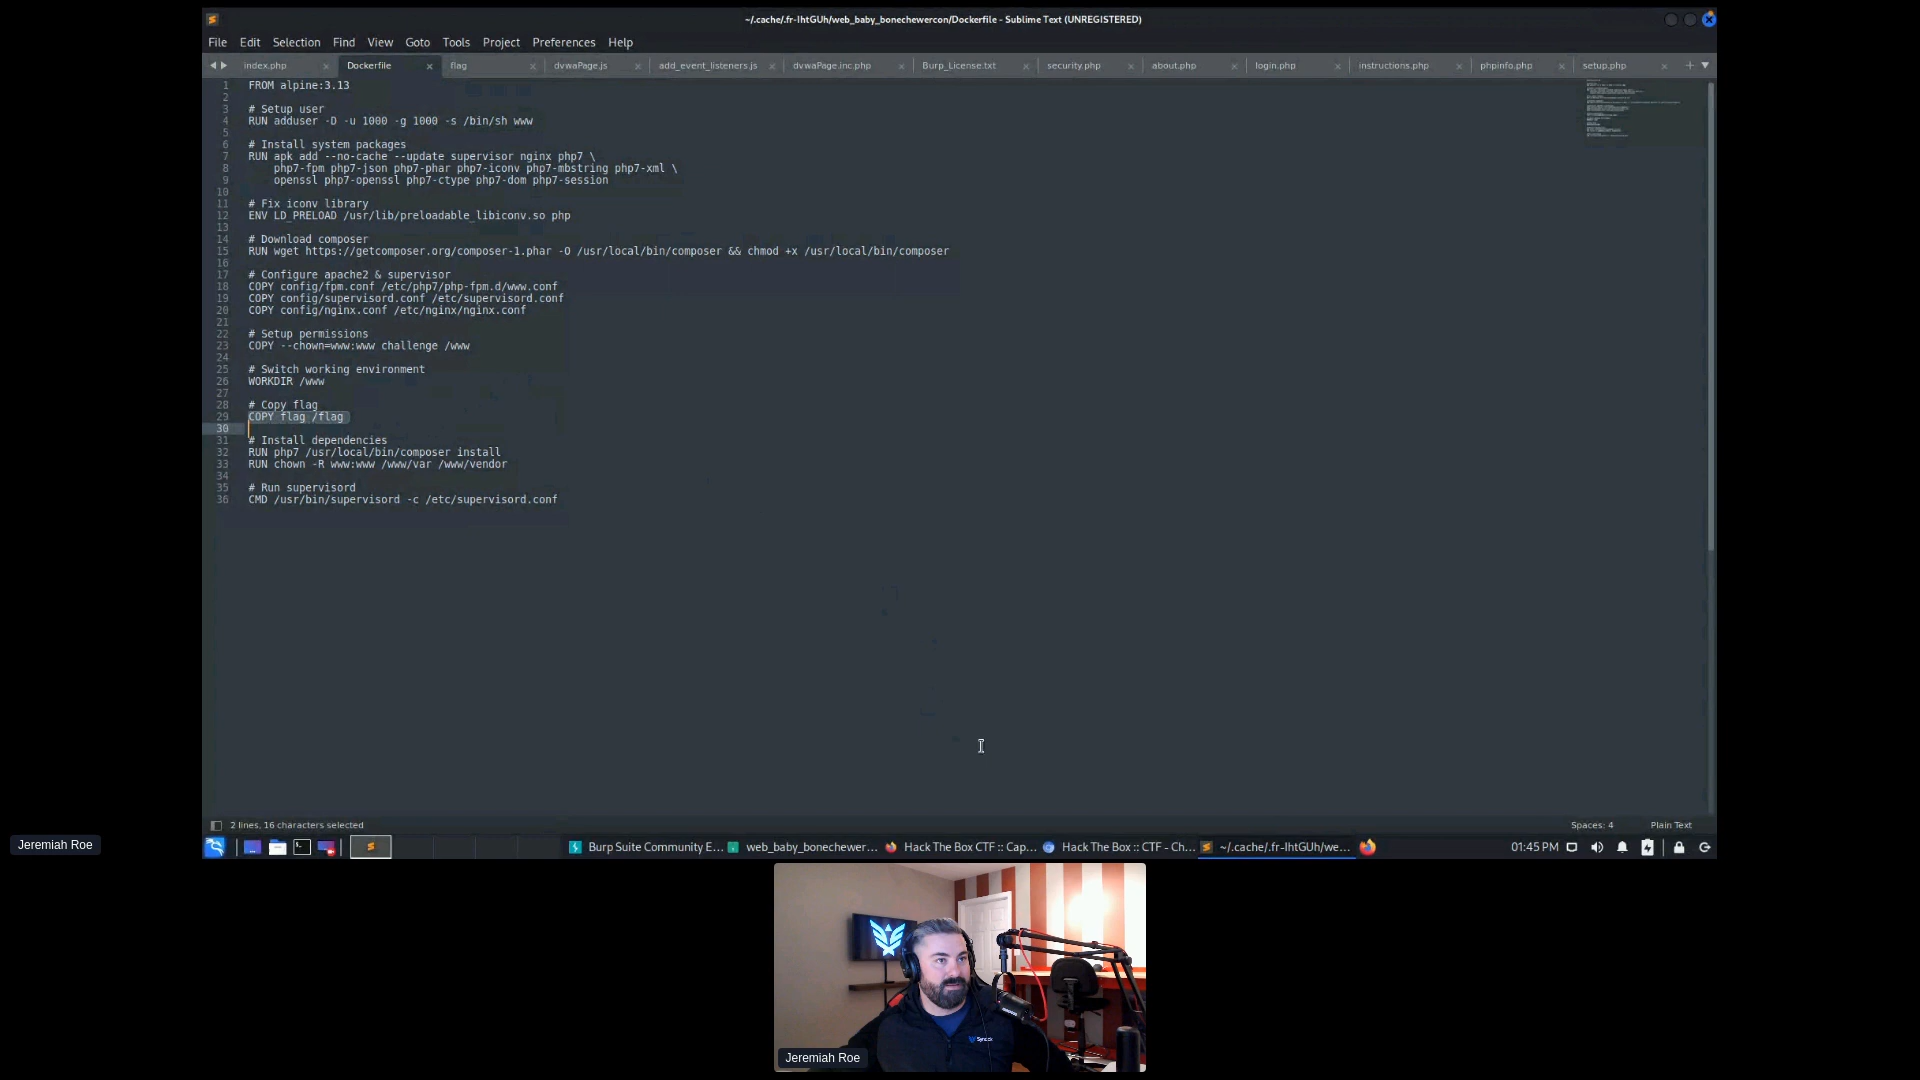 ~/.cache/.fr-IhtGUh/web_baby_bonechewercon/Dockerfile - Sublime Text (UNREGISTERED)
File Edit Selection Find View Goto Tools Project Preferences Help
index.php Dockerfile flag dvwaPage.js add_event_listeners.js dvwaPage.inc.php Burp_License.txt security.php about.php login.php instructions.php phpinfo.php setup.php
1 FROM alpine:3.13
2
3 # Setup user
4 RUN adduser -D -u 1000 -g 1000 -s /bin/sh www
5
6 # Install system packages
7 RUN apk add --no-cache --update supervisor nginx php7 \
8 php7-fpm php7-json php7-phar php7-iconv php7-mbstring php7-xml \
9 openssl php7-openssl php7-ctype php7-dom php7-session
10
11 # Fix iconv library
12 ENV LD_PRELOAD /usr/lib/preloadable_libiconv.so php
13
14 # Download composer
15 RUN wget https://getcomposer.org/composer-1.phar -O /usr/local/bin/composer && chmod +x /usr/local/bin/composer
16
17 # Configure apache2 & supervisor
18 COPY config/fpm.conf /etc/php7/php-fpm.d/www.conf
19 COPY config/supervisord.conf /etc/supervisord.conf
20 COPY config/nginx.conf /etc/nginx/nginx.conf
21
22 # Setup permissions
23 COPY --chown=www:www challenge /www
24
25 # Switch working environment
26 WORKDIR /www
27
28 # Copy flag
29 COPY flag /flag
30
31 # Install dependencies
32 RUN php7 /usr/local/bin/composer install
33 RUN chown -R www:www /www/var /www/vendor
34
35 # Run supervisord
36 CMD /usr/bin/supervisord -c /etc/supervisord.conf
2 lines, 16 characters selected Spaces: 4 Plain Text
Burp Suite Community E... web_baby_bonechewer... Hack The Box CTF :: Cap... Hack The Box :: CTF - Ch... ~/.cache/.fr-IhtGUh/we... 01:45 PM
Jeremiah Roe
Synack
Jeremiah Roe